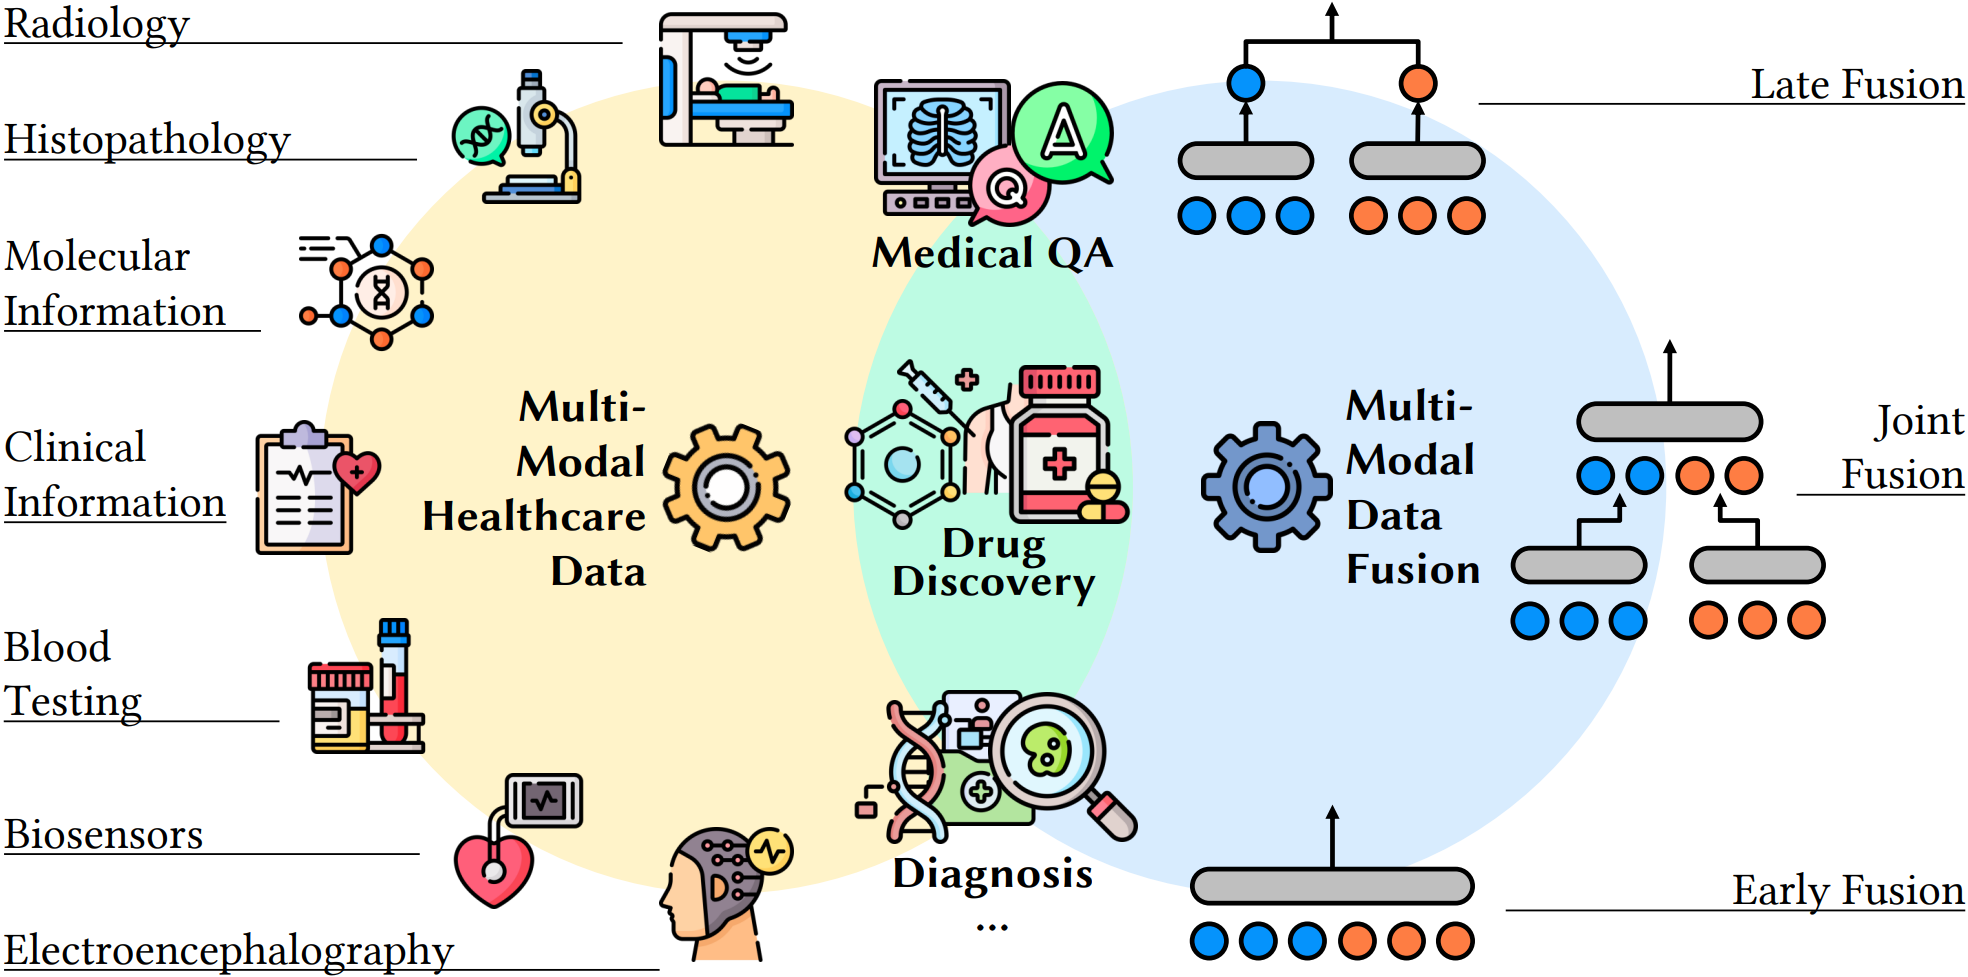 Radiology
Histopathology
Molecular
Information
Clinical
Information
Blood
Testing
Biosensors
Electroencephalography
Multi-
Modal
Healthcare
Data
A
Q
Medical QA
Drug
Discovery
Diagnosis
...
Multi-
Modal
Data
Fusion
Late Fusion
Joint
Fusion
Early Fusion